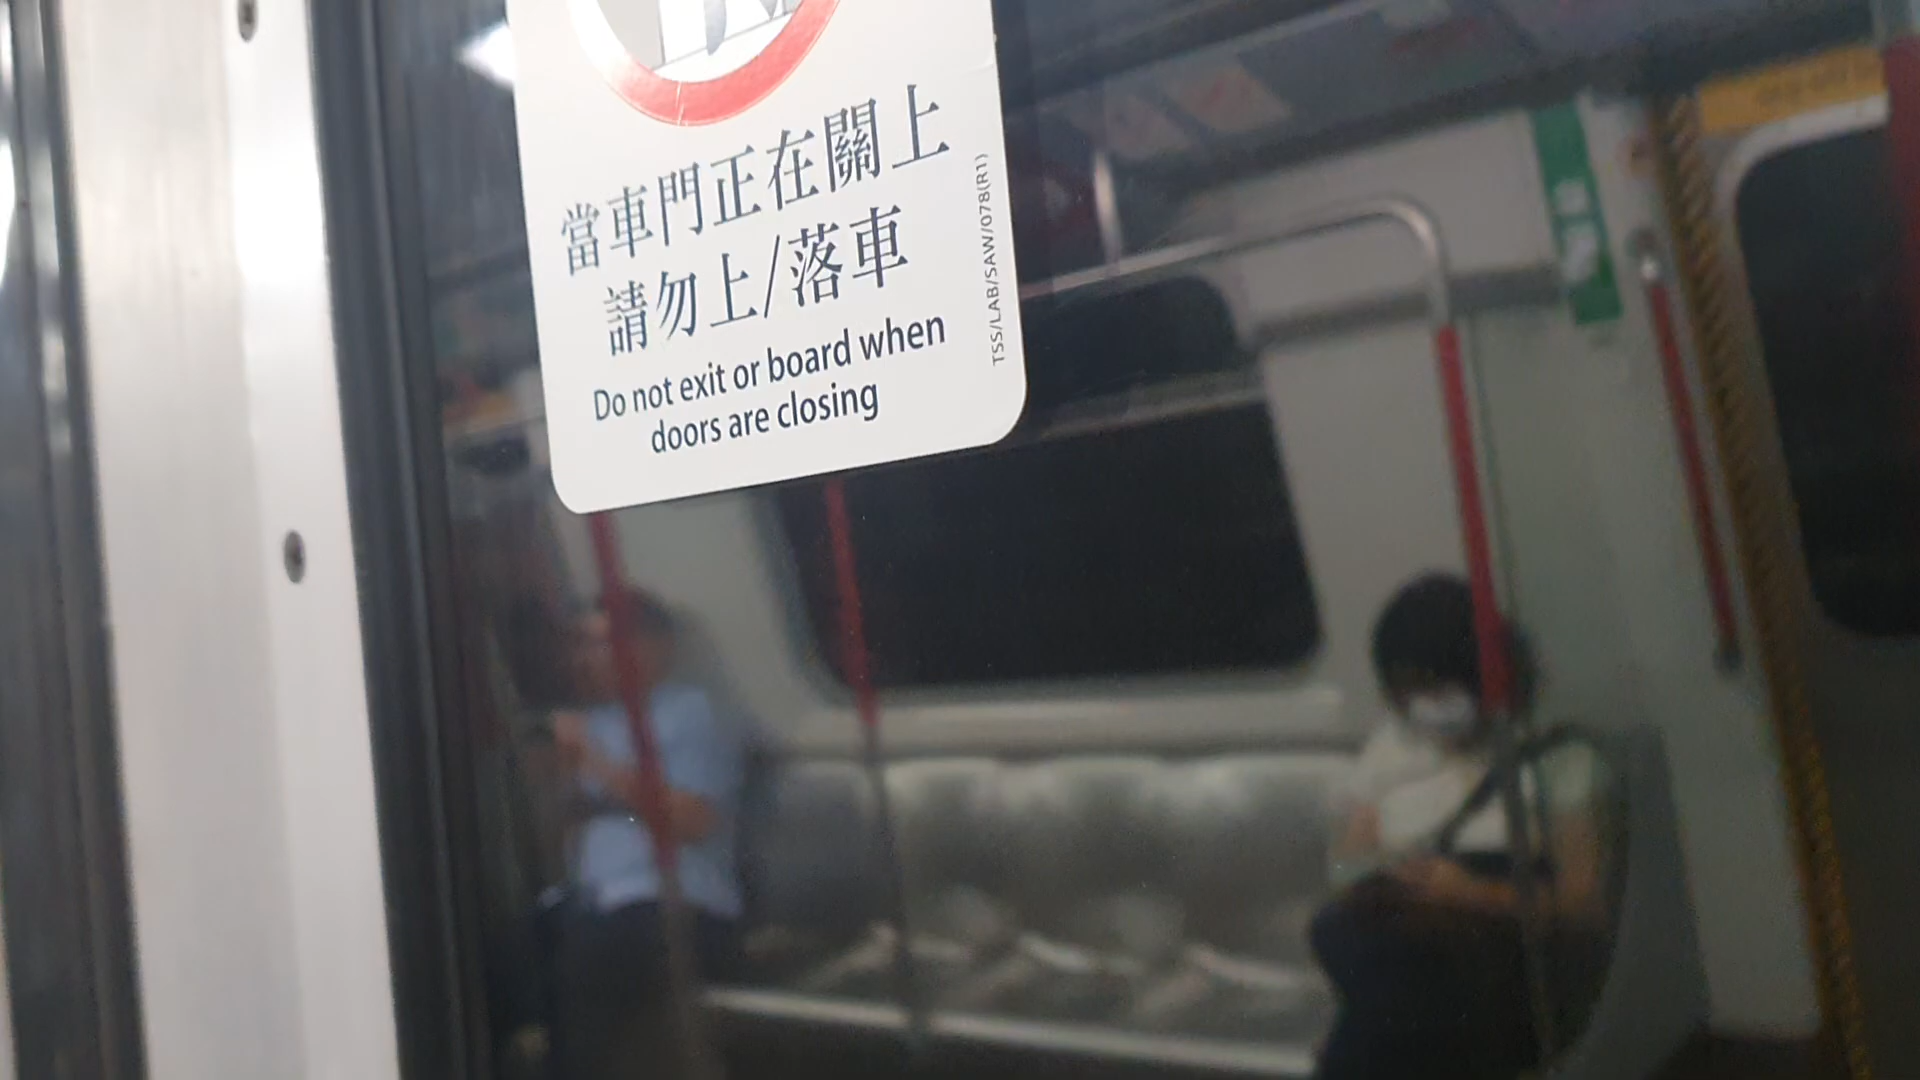 當車門正在關上
請勿上/落車
Do not exit or board when
doors are closing
TSS/LAB/SAW/078(R1)